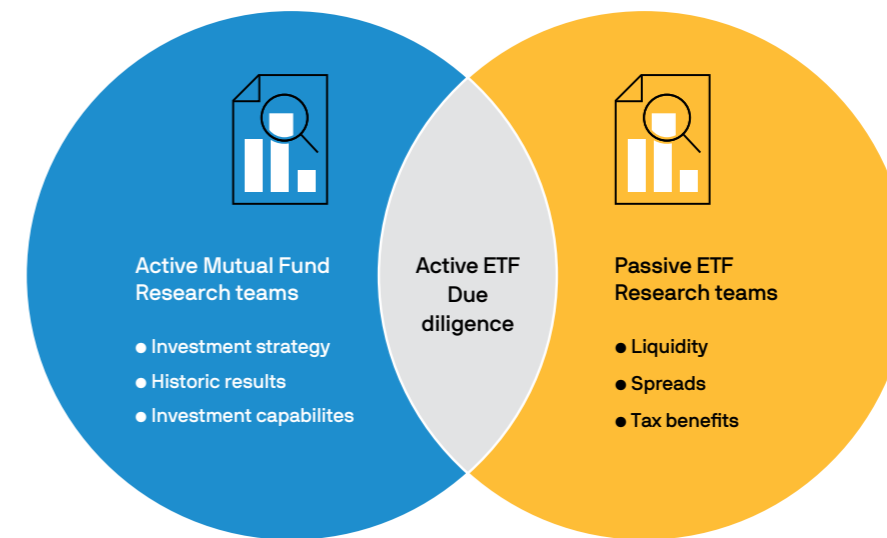 Active Mutual Fund
Research teams
● Investment strategy
● Historic results
● Investment capabilites
Active ETF
Due
diligence
Passive ETF
Research teams
● Liquidity
● Spreads
● Tax benefits